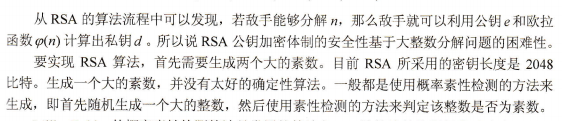 从 RSA 的算法流程中可以发现，若敌手能够分解 n，那么敌手就可以利用公钥 e 和欧拉
函数 φ(n) 计算出私钥 d。所以说 RSA 公钥加密体制的安全性基于大整数分解问题的困难性。
要实现 RSA 算法，首先需要生成两个大的素数。目前 RSA 所采用的密钥长度是 2048
比特。生成一个大的素数，并没有太好的确定性算法。一般都是使用概率素性检测的方法来
生成，即首先随机生成一个大的整数，然后使用素性检测的方法来判定该整数是否为素数。